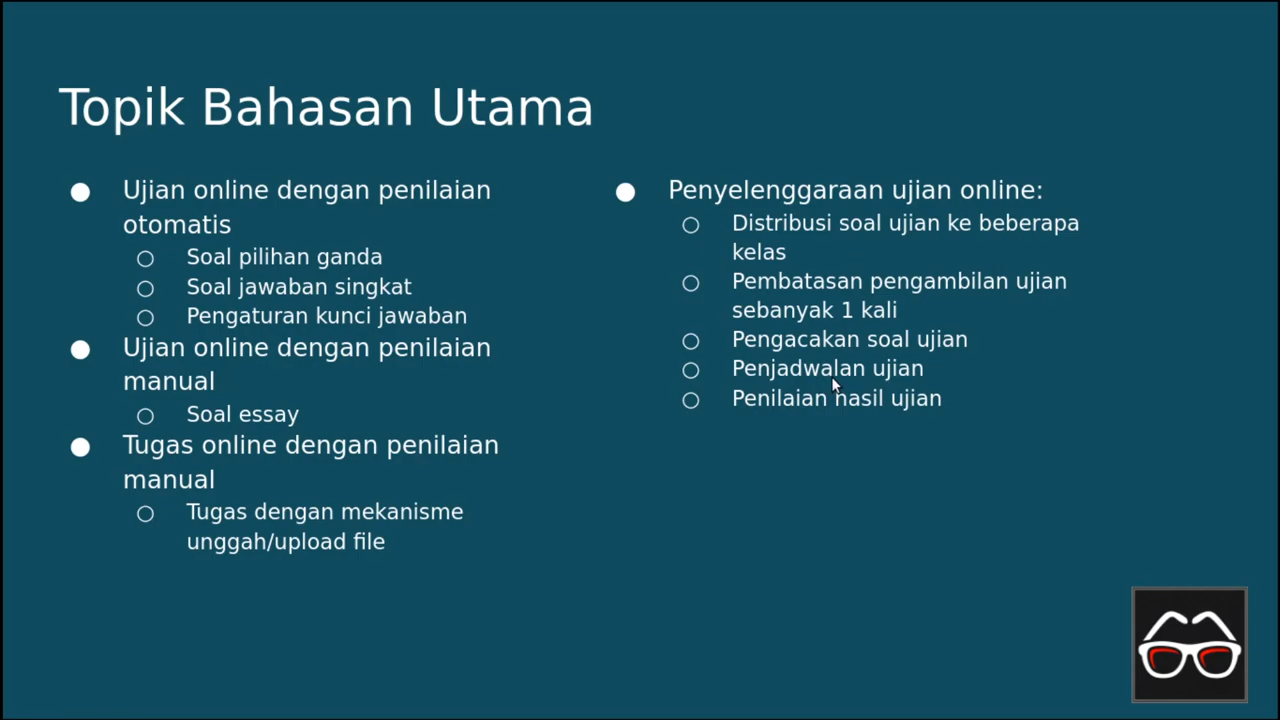 Topik Bahasan Utama
● Ujian online dengan penilaian
otomatis
○ Soal pilihan ganda
○ Soal jawaban singkat
○ Pengaturan kunci jawaban
● Ujian online dengan penilaian
manual
○ Soal essay
● Tugas online dengan penilaian
manual
○ Tugas dengan mekanisme
unggah/upload file
● Penyelenggaraan ujian online:
○ Distribusi soal ujian ke beberapa
kelas
○ Pembatasan pengambilan ujian
sebanyak 1 kali
○ Pengacakan soal ujian
○ Penjadwalan ujian
○ Penilaian hasil ujian